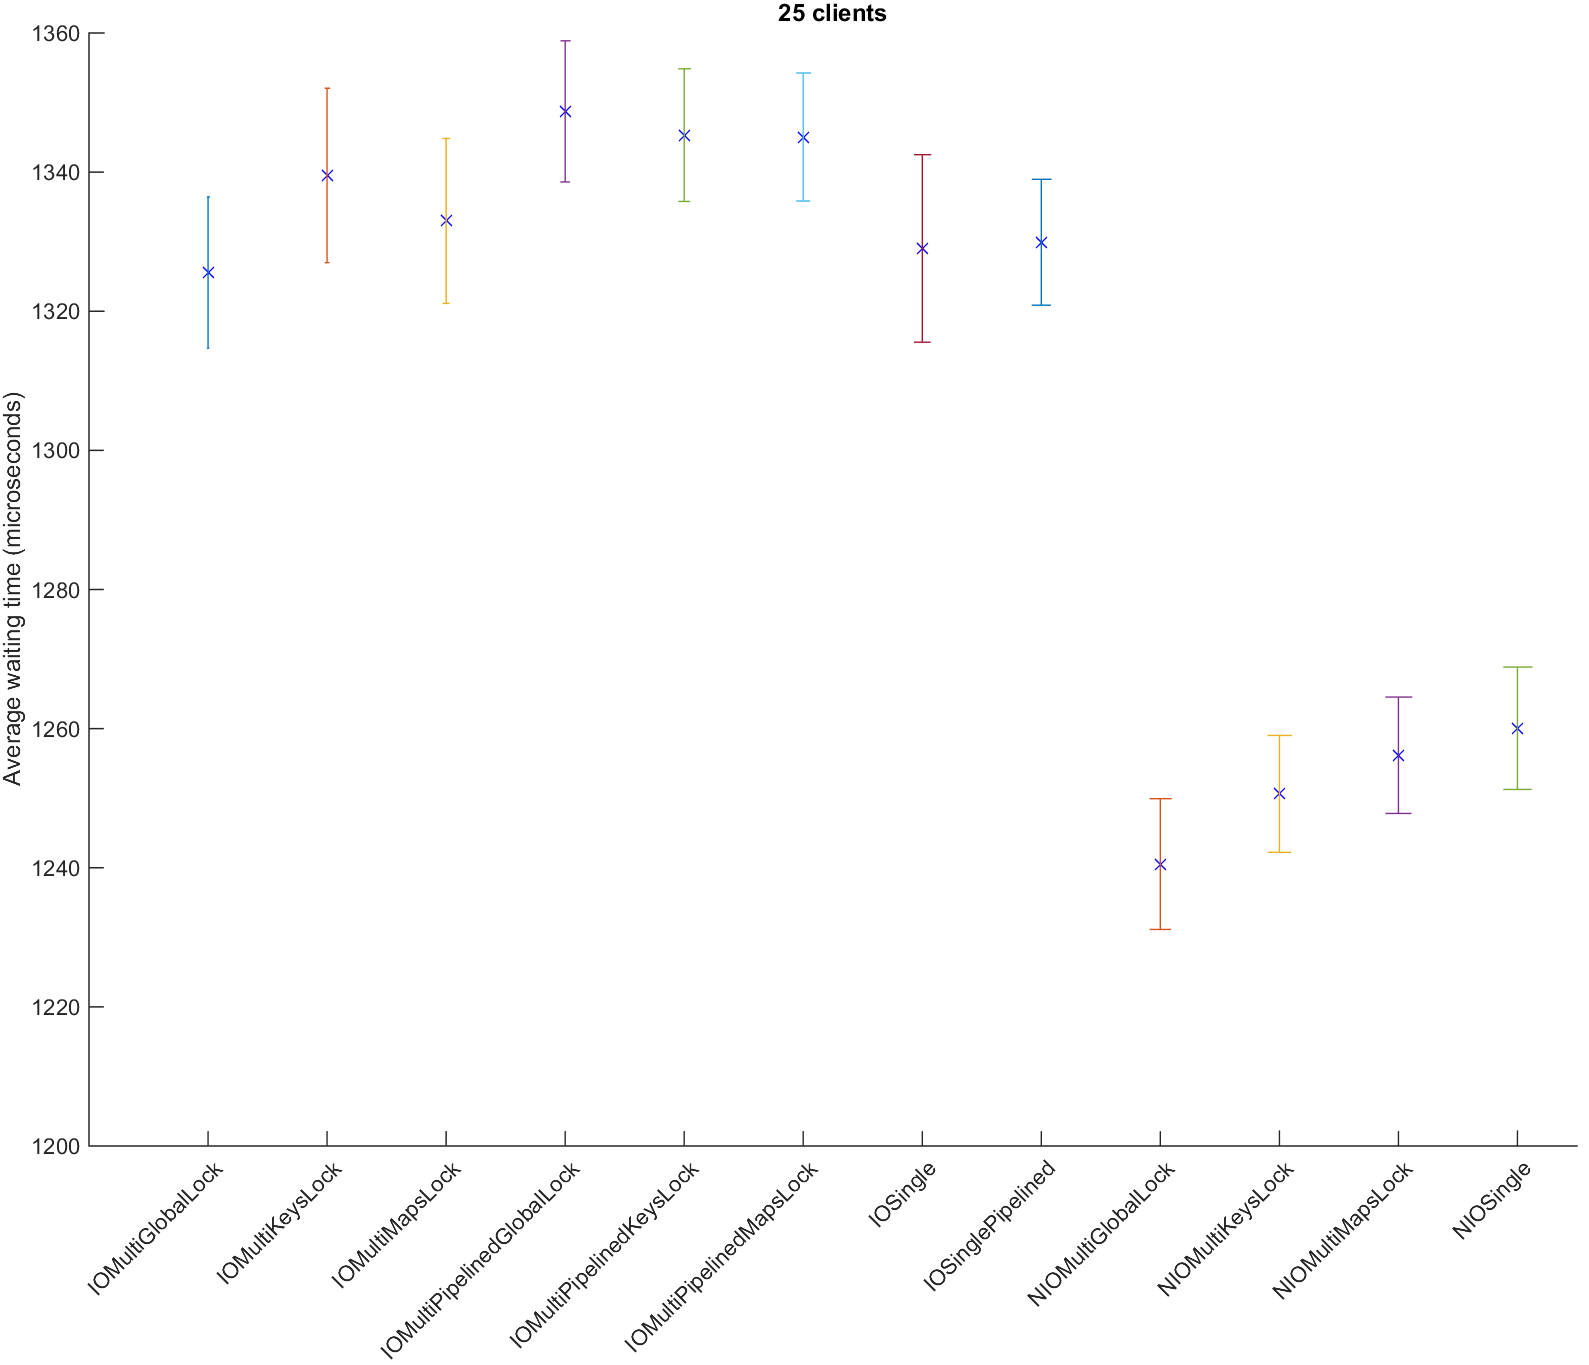 25 clients
Average waiting time (microseconds)
1360
1340
1320
1300
1280
1260
1240
1220
1200
IOMultiGlobalLock
IOMultiKeysLock
IOMultiMapsLock
IOMultiPipelinedGlobalLock
IOMultiPipelinedKeysLock
IOMultiPipelinedMapsLock
IOSingle
IOSinglePipelined
NIOMultiGlobalLock
NIOMultiKeysLock
NIOMultiMapsLock
NIOSingle